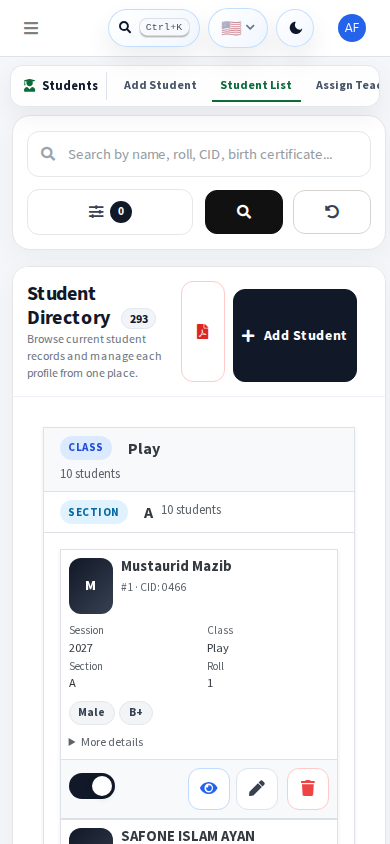 Ctrl+K
AF
Students
Add Student
Student List
Assign Tea
Search by name, roll, CID, birth certificate...
0
Student
Directory 293
Browse current student
records and manage each
profile from one place.
Add Student
CLASS Play
10 students
SECTION A 10 students
M
Mustaurid Mazib
#1 · CID: 0466
Session Class
2027 Play
Section Roll
A 1
Male B+
More details
SAFONE ISLAM AYAN